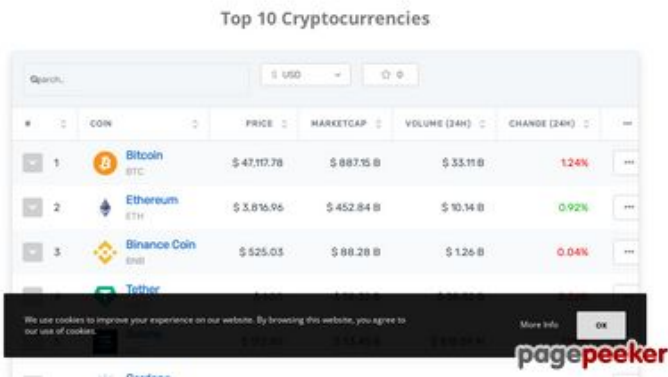 Top 10 Cryptocurrencies
Search..
$ USD 0
# COIN PRICE MARKETCAP VOLUME (24H) CHANGE (24H)
1 Bitcoin $ 47,117.78 $ 887.15 B $ 33.11 B 1.24%
BTC
2 Ethereum $ 3,816.96 $ 452.84 B $ 10.14 B 0.92%
ETH
3 Binance Coin $ 525.03 $ 88.28 B $ 1.26 B 0.04%
BNB
Tether
We use cookies to improve your experience on our website. By browsing this website, you agree to
our use of cookies.
More Info OK
pagepeeker